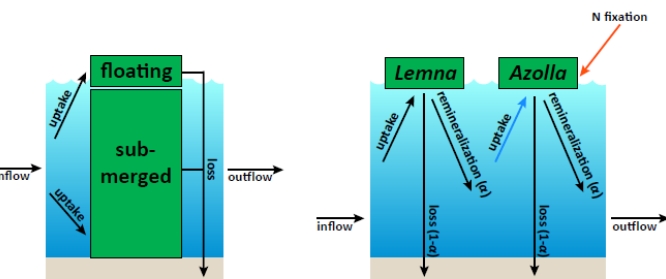 floating
uptake
sub-
merged
uptake
loss
nflow
outflow
N fixation
Lemna
Azolla
uptake
remineralization (α)
uptake
remineralization (α)
loss (1-α)
loss (1-α)
inflow
outflow